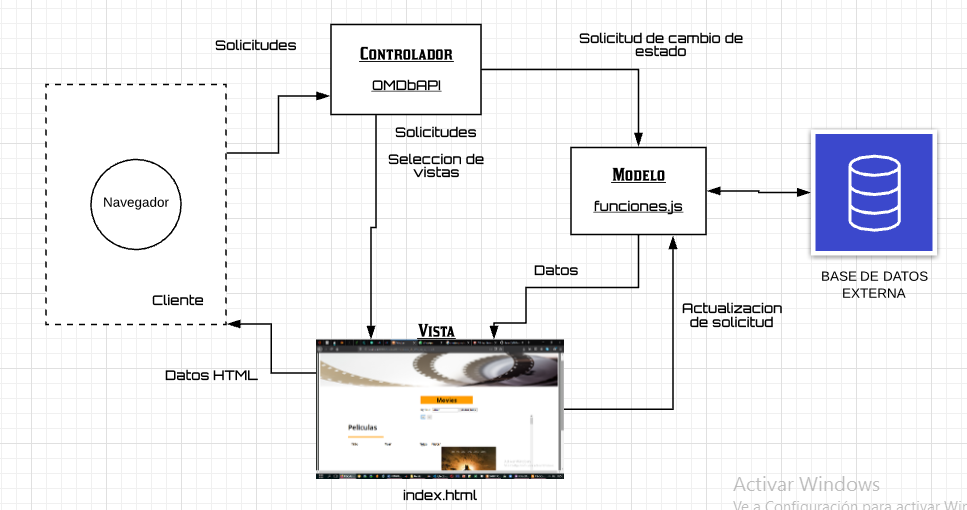 Solicitudes
CONTROLADOR
OMDbAPI
Solicitud de cambio de
estado
Solicitudes
Seleccion de
vistas
MODELO
funciones.js
Navegador
Cliente
BASE DE DATOS
EXTERNA
Datos
Actualizacion
de solicitud
VISTA
Datos HTML
Movies
Peliculas
index.html
Activar Windows
Ve a Configuración para activar Win